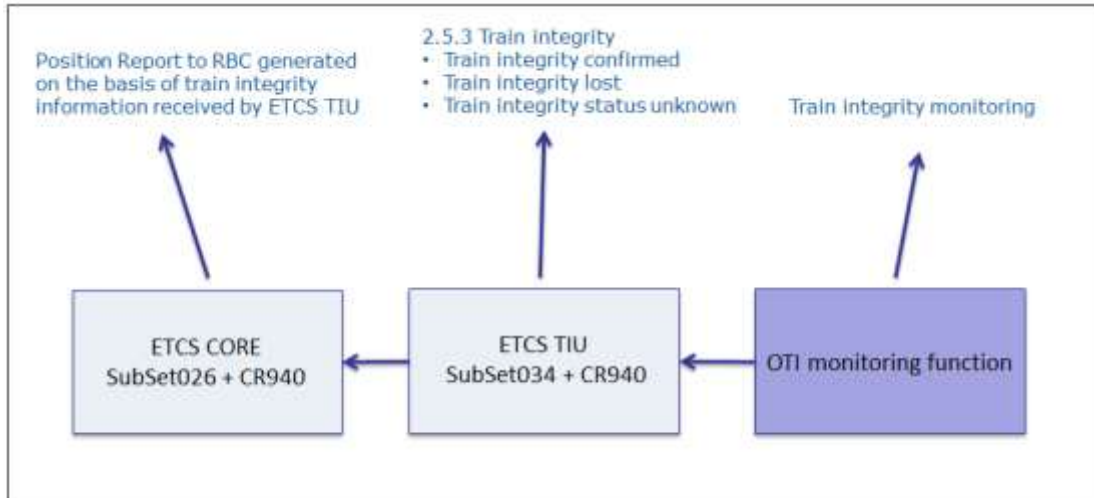 Position Report to RBC generated
on the basis of train integrity
information received by ETCS TIU
2.5.3 Train integrity
• Train integrity confirmed
• Train integrity lost
• Train integrity status unknown
Train integrity monitoring
ETCS CORE
SubSet026 + CR940
ETCS TIU
SubSet034 + CR940
OTI monitoring function